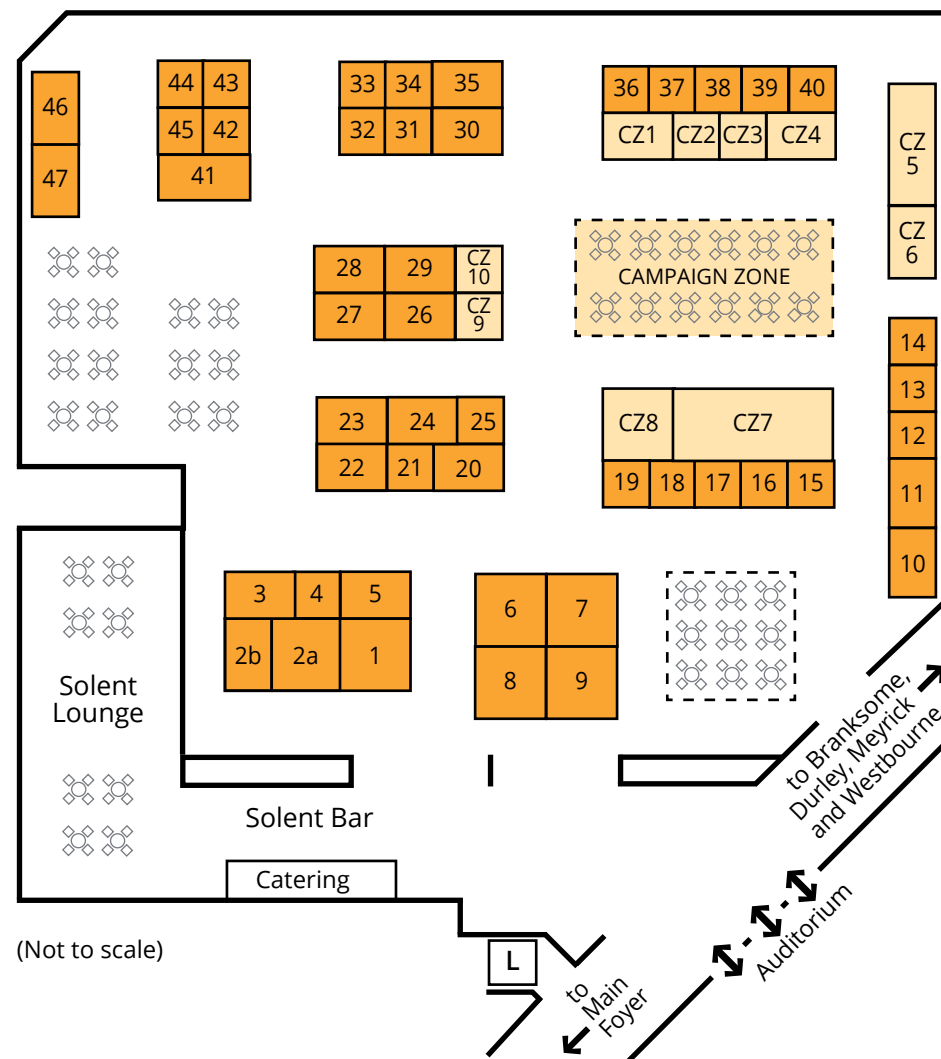 44 43
33 34 35
36 37 38 39 40
46
45 42
32 31 30
CZ1 CZ2 CZ3 CZ4
CZ
5
47
41
CZ
6
28 29 CZ
10
CAMPAIGN ZONE
27 26 CZ
9
14
13
23 24 25
CZ8 CZ7
12
22 21 20
19 18 17 16 15
11
10
3 4 5
6 7
2b 2a 1
8 9
Solent
Lounge
to Branksome,
Durley, Meyrick
and Westbourne
Solent Bar
Catering
Auditorium
(Not to scale)
L
to
Main
Foyer